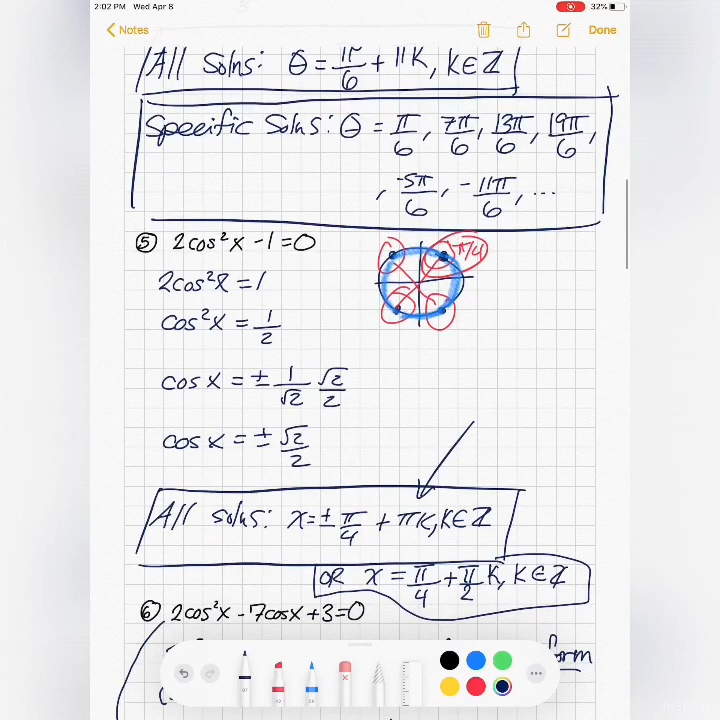 2:02 PM Wed Apr 8
32%
Notes
Done
All Solns: θ = π/6 + πK, K∈Z
Specific Solns: θ = π/6, 7π/6, 13π/6, 19π/6,
, -5π/6, -11π/6, ...
⑤ 2cos²x - 1 = 0
π/4
2cos²x = 1
cos²x = 1/2
cos x = ± 1/√2 √2/2
cos x = ± √2/2
All solns: x = ± π/4 + πK, K∈Z
OR x = π/4 + π/2 K, K∈Z
⑥ 2cos²x - 7cosx + 3 = 0
form